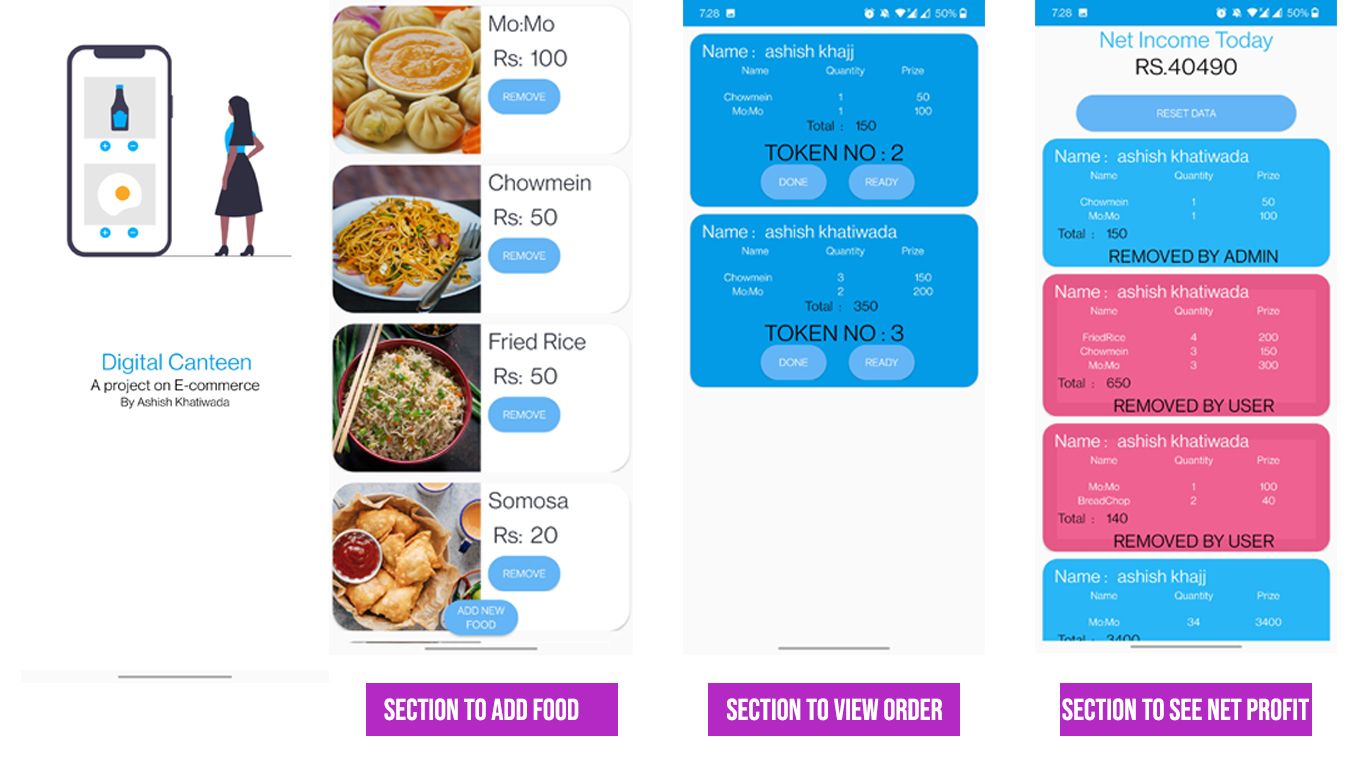 Digital Canteen
A project on E-commerce
By Ashish Khatiwada
Mo:Mo
Rs: 100
REMOVE
Chowmein
Rs: 50
REMOVE
Fried Rice
Rs: 50
REMOVE
Somosa
Rs: 20
REMOVE
ADD NEW
FOOD
SECTION TO ADD FOOD
7:28 50%
Name : ashish khajj
Name Quantity Prize
Chowmein 1 50
Mo:Mo 1 100
Total : 150
TOKEN NO : 2
DONE READY
Name : ashish khatiwada
Name Quantity Prize
Chowmein 3 150
Mo:Mo 2 200
Total : 350
TOKEN NO : 3
DONE READY
SECTION TO VIEW ORDER
7:28 50%
Net Income Today
RS.40490
RESET DATA
Name : ashish khatiwada
Name Quantity Prize
Chowmein 1 50
Mo:Mo 1 100
Total : 150
REMOVED BY ADMIN
Name : ashish khatiwada
Name Quantity Prize
FriedRice 4 200
Chowmein 3 150
Mo:Mo 3 300
Total : 650
REMOVED BY USER
Name : ashish khatiwada
Name Quantity Prize
Mo:Mo 1 100
BreadChop 2 40
Total : 140
REMOVED BY USER
Name : ashish khajj
Name Quantity Prize
Mo:Mo 34 3400
Total : 3400
SECTION TO SEE NET PROFIT